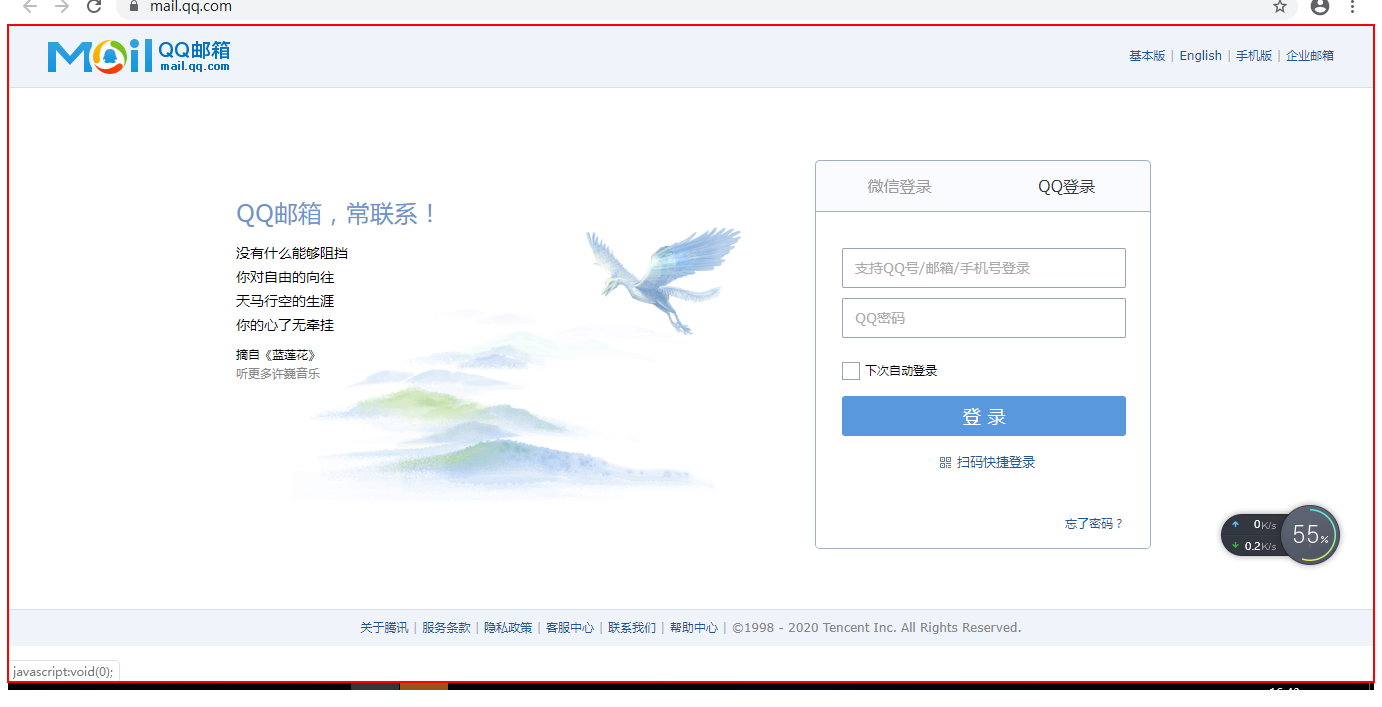 mail.qq.com
Mail QQ邮箱
mail.qq.com
基本版 | English | 手机版 | 企业邮箱
微信登录 QQ登录
QQ邮箱，常联系！
没有什么能够阻挡
你对自由的向往
天马行空的生涯
你的心了无牵挂
摘自《蓝莲花》
听更多许巍音乐
支持QQ号/邮箱/手机号登录
QQ密码
下次自动登录
登 录
扫码快捷登录
忘了密码？
0K/s
0.2K/s
55%
关于腾讯 | 服务条款 | 隐私政策 | 客服中心 | 联系我们 | 帮助中心 | ©1998 - 2020 Tencent Inc. All Rights Reserved.
javascript:void(0);